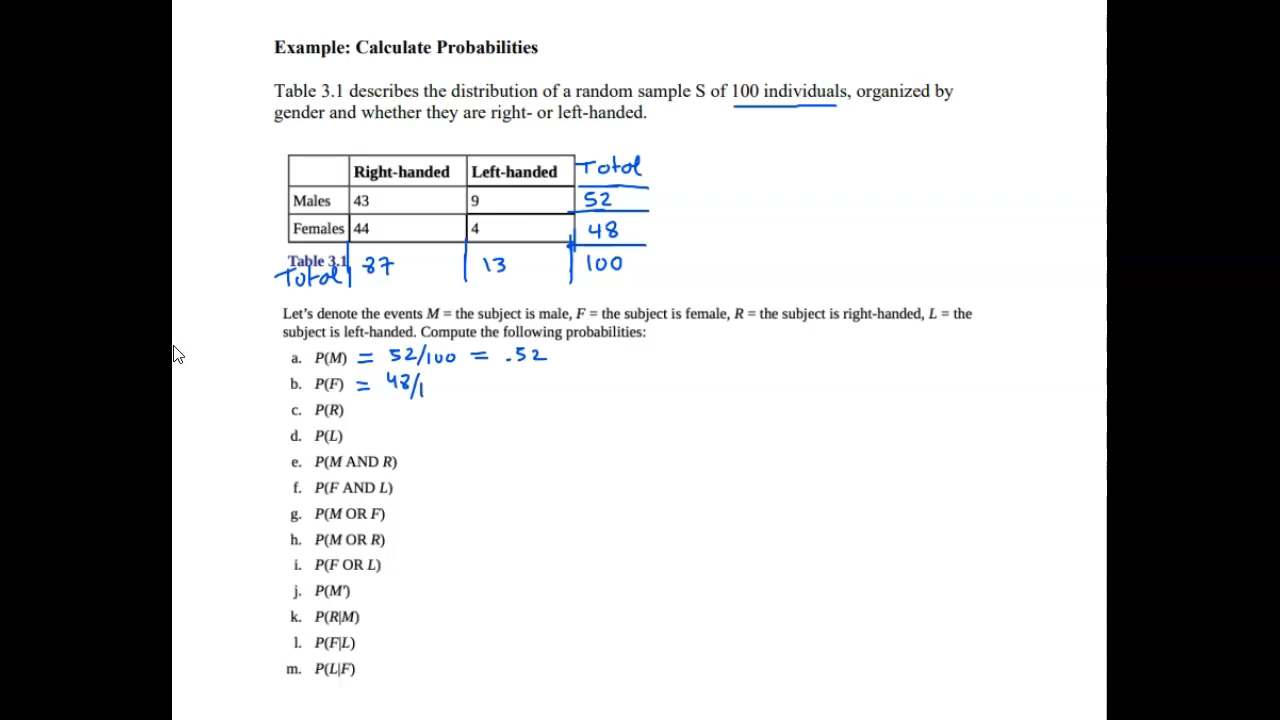 Example: Calculate Probabilities
Table 3.1 describes the distribution of a random sample S of 100 individuals, organized by
gender and whether they are right- or left-handed.
Right-handed Left-handed Total
Males 43 9 52
Females 44 4 48
Table 3.1
Total 87 13 100
Let's denote the events M = the subject is male, F = the subject is female, R = the subject is right-handed, L = the
subject is left-handed. Compute the following probabilities:
a. P(M) = 52/100 = .52
b. P(F) = 48/1
c. P(R)
d. P(L)
e. P(M AND R)
f. P(F AND L)
g. P(M OR F)
h. P(M OR R)
i. P(F OR L)
j. P(M')
k. P(R|M)
l. P(F|L)
m. P(L|F)